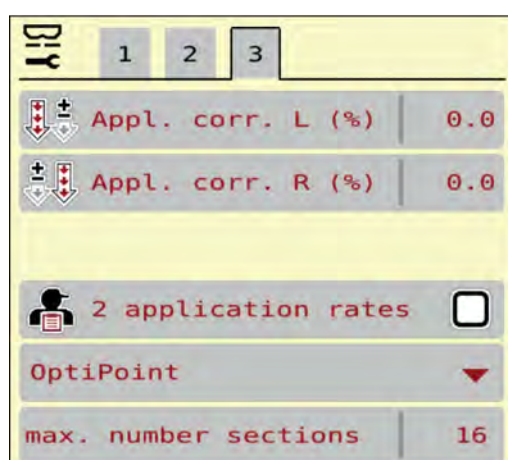 1 2 3
Appl. corr. L (%) 0.0
Appl. corr. R (%) 0.0
2 application rates
OptiPoint
max. number sections 16